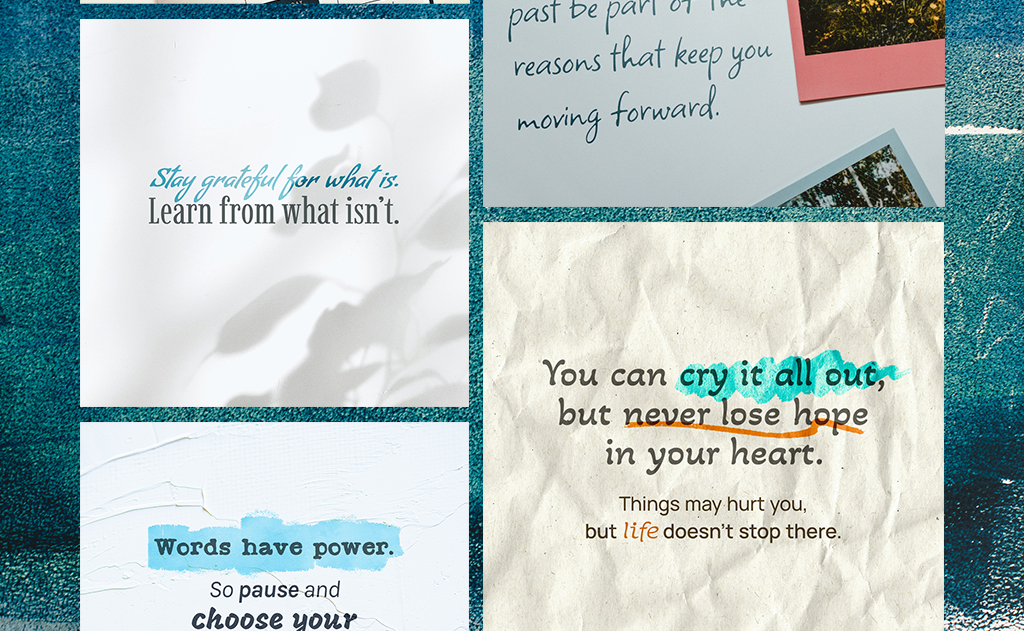 Stay grateful for what is.
Learn from what isn't.
Words have power.
So pause and
choose your
past be part of the
reasons that keep you
moving forward.
You can cry it all out,
but never lose hope
in your heart.
Things may hurt you,
but life doesn't stop there.